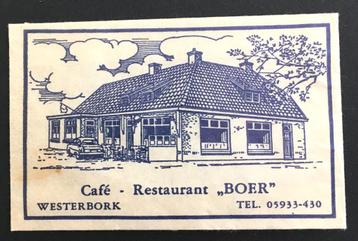 Café - Restaurant „BOER"
WESTERBORK TEL. 05933-430